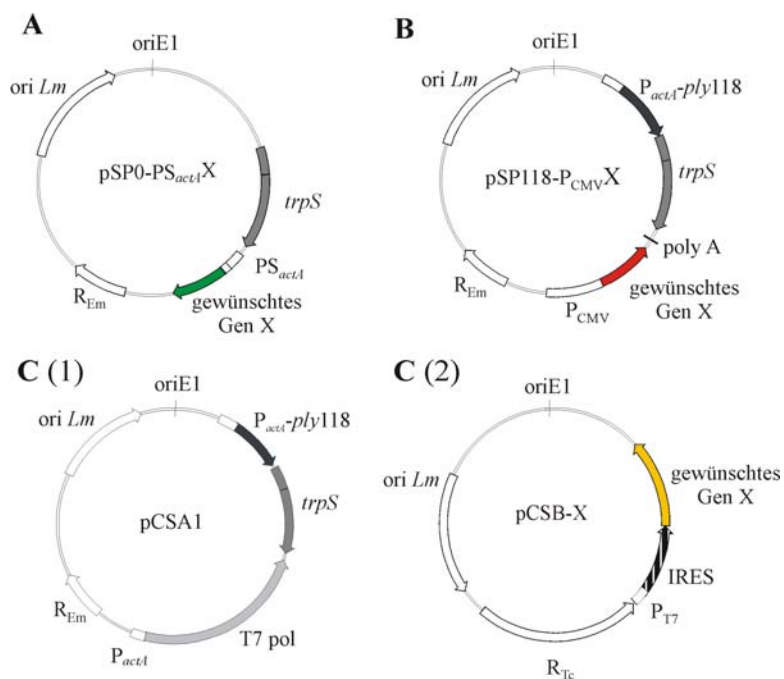 A
oriE1
ori Lm
pSP0-PSactAX
trpS
PSactA
gewünschtes
Gen X
REm
B
oriE1
ori Lm
PactA-ply118
pSP118-PCMVX
trpS
poly A
gewünschtes
Gen X
PCMV
REm
C (1)
oriE1
ori Lm
PactA-ply118
pCSA1
trpS
T7 pol
PactA
REm
C (2)
oriE1
ori Lm
gewünschtes
Gen X
pCSB-X
IRES
PT7
RTc